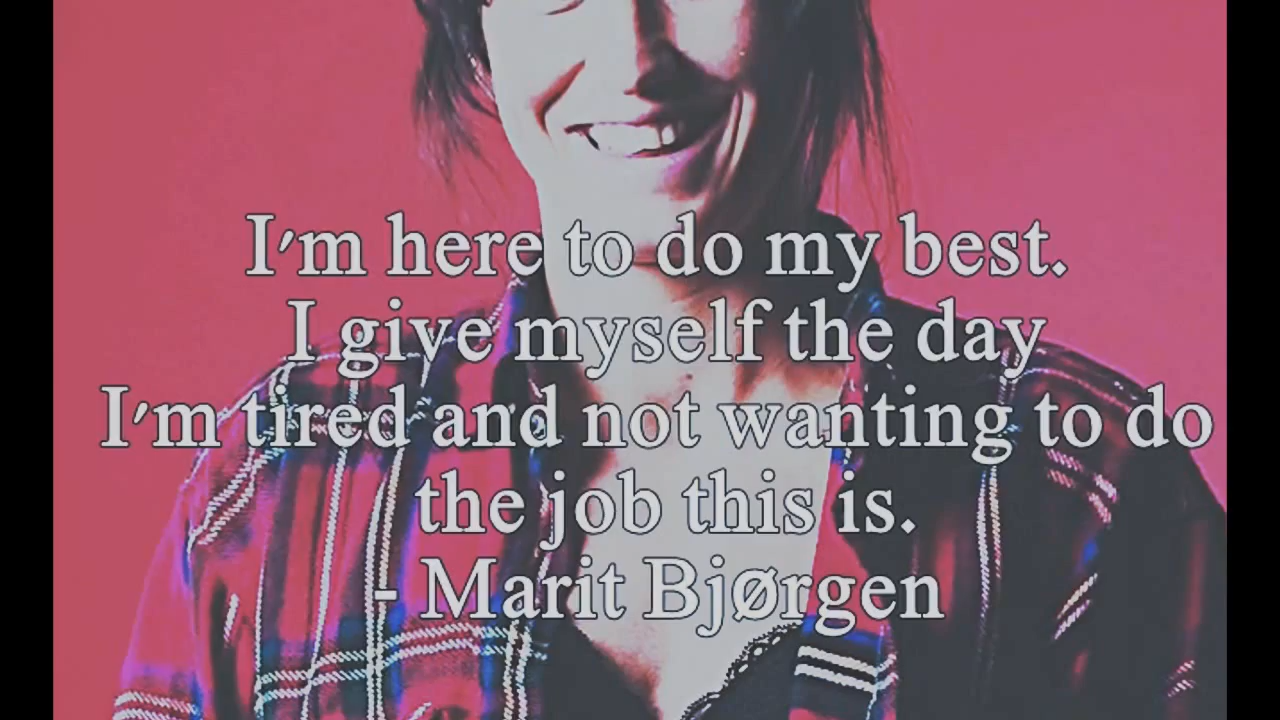 I'm here to do my best.
I give myself the day
I'm tired and not wanting to do
the job this is.
- Marit Bjørgen